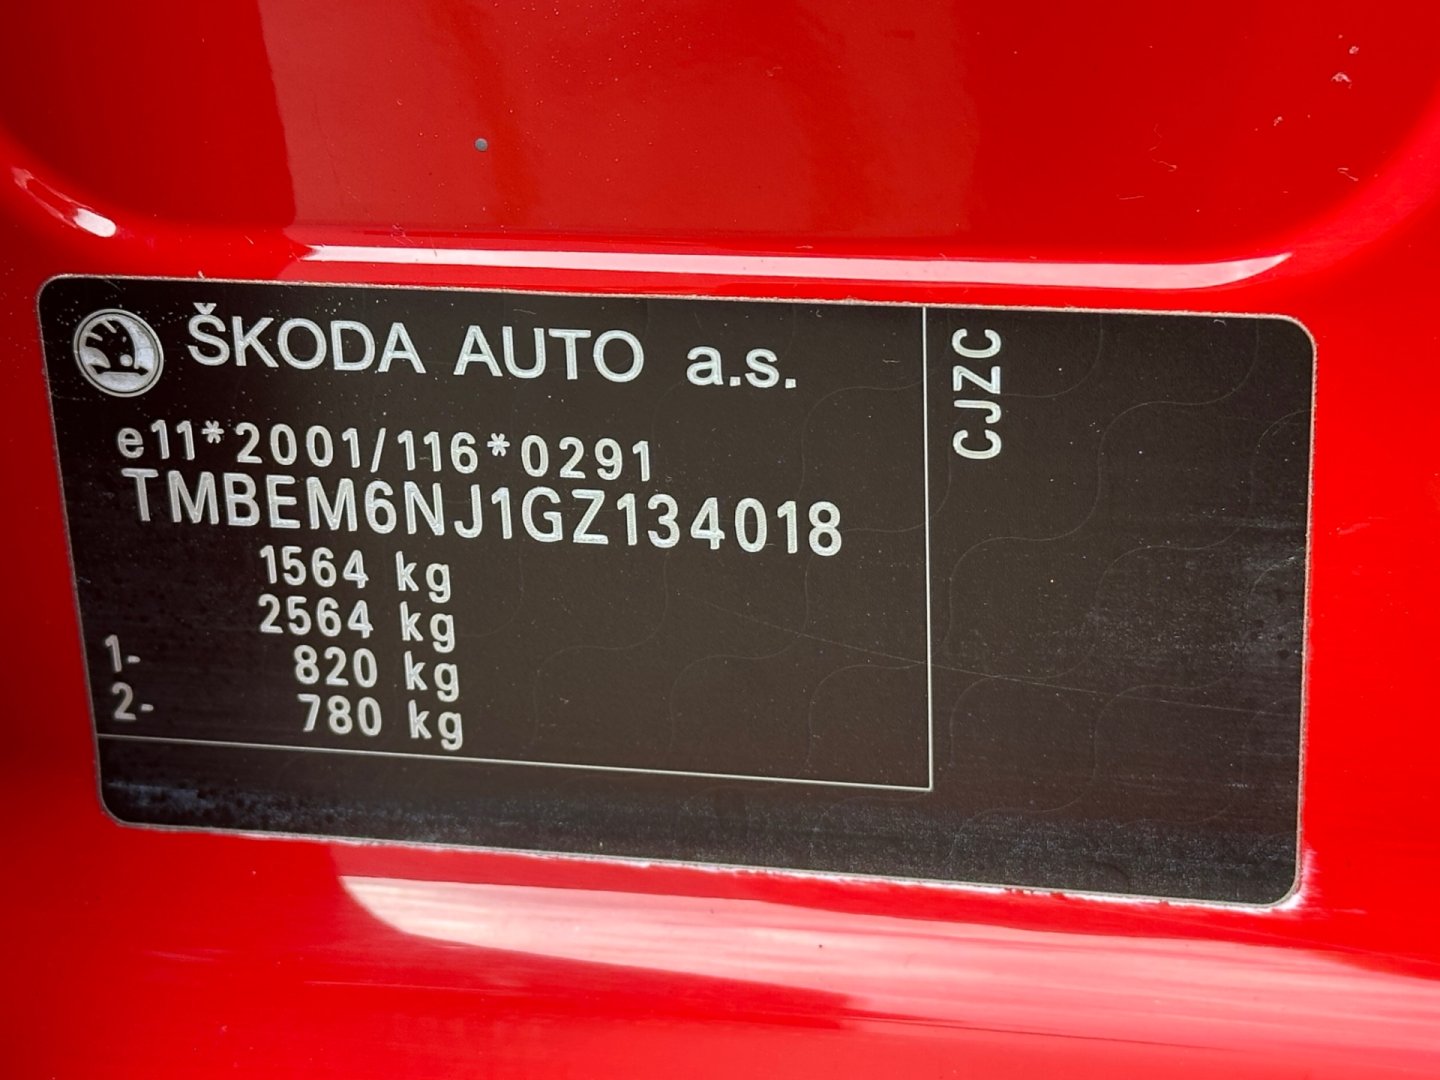 ŠKODA AUTO a.s.
e11*2001/116*0291
TMBEM6NJ1GZ134018
1564 kg
2564 kg
1- 820 kg
2- 780 kg
CJZC